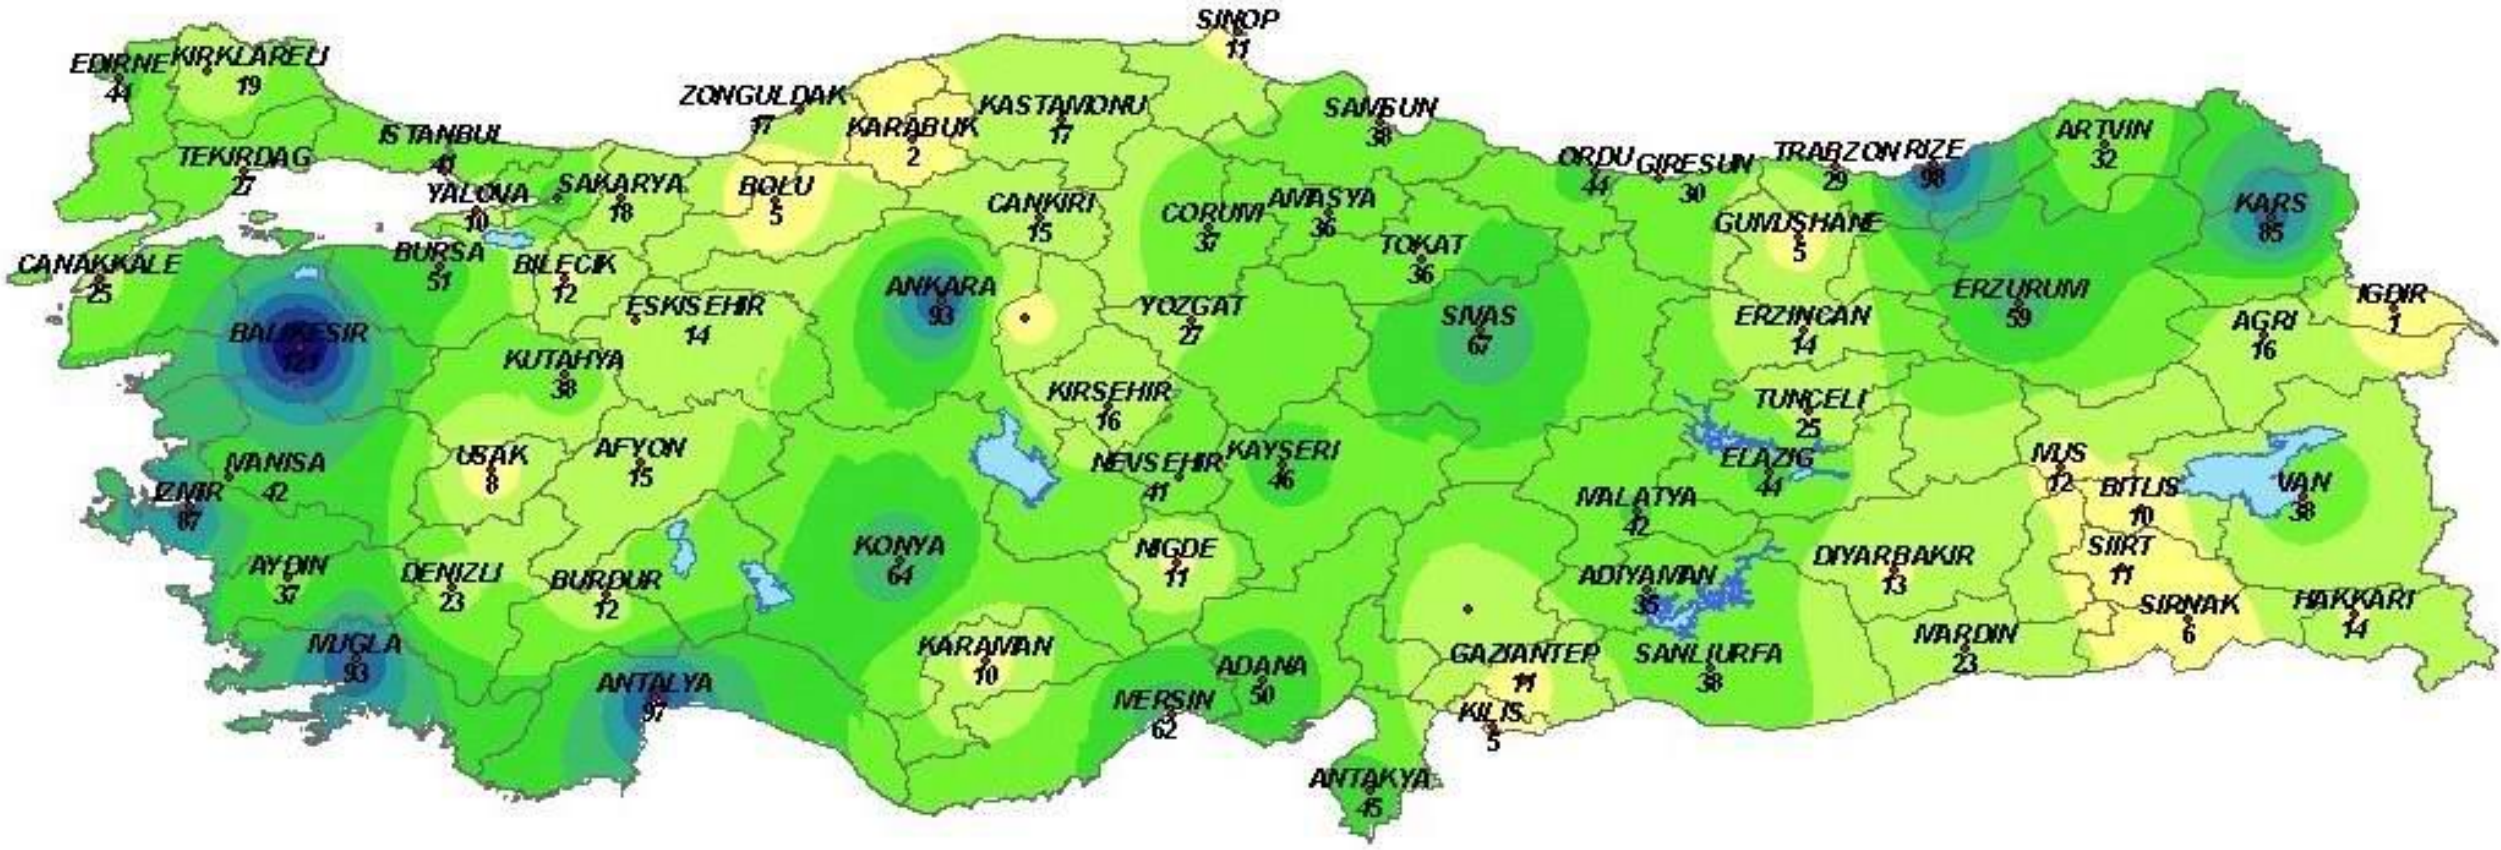 SINOP
11
EDIRNE
44
KIRKLARELI
19
ZONGULDAK
17
KARABUK
2
KASTAMONU
17
SAMSUN
38
ARTVIN
32
ISTANBUL
41
TEKIRDAG
27
YALOVA
10
SAKARYA
18
BOLU
5
CANKIRI
15
CORUM
37
AMASYA
36
TOKAT
36
ORDU
44
GIRESUN
30
TRABZON
29
RIZE
98
GUMUSHANE
5
KARS
85
CANAKKALE
25
BURSA
51
BILECIK
12
ESKISEHIR
14
ANKARA
93
YOZGAT
27
SIVAS
67
ERZINCAN
14
ERZURUM
59
AGRI
16
IGDIR
1
BALIKESIR
KUTAHYA
38
KIRSEHIR
16
TUNCELI
25
MANISA
42
USAK
8
AFYON
15
NEVSEHIR
41
KAYSERI
46
ELAZIG
44
MUS
12
BITLIS
10
VAN
38
IZMIR
87
MALATYA
42
AYDIN
37
DENIZLI
23
BURDUR
12
KONYA
64
NIGDE
11
ADIYAMAN
35
DIYARBAKIR
13
SIIRT
11
SIRNAK
6
HAKKARI
14
MUGLA
93
ANTALYA
97
KARAMAN
10
MERSIN
62
ADANA
50
GAZIANTEP
11
SANLIURFA
38
MARDIN
23
KILIS
5
ANTAKYA
45